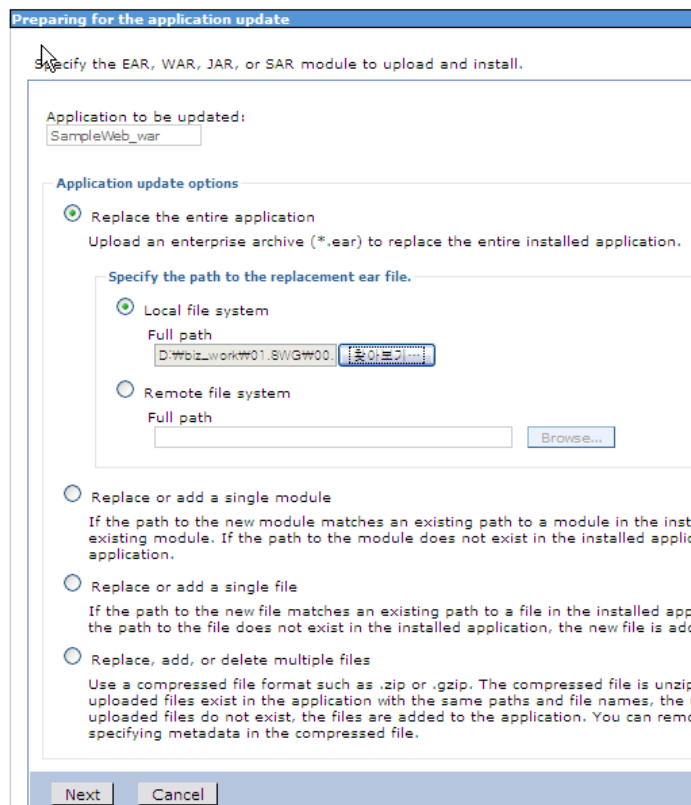 Preparing for the application update
Specify the EAR, WAR, JAR, or SAR module to upload and install.
Application to be updated:
SampleWeb_war
Application update options
Replace the entire application
Upload an enterprise archive (*.ear) to replace the entire installed application.
Specify the path to the replacement ear file.
Local file system
Full path
D:₩biz_work₩01.SWG₩00. 찾아보기...
Remote file system
Full path
Browse...
Replace or add a single module
If the path to the new module matches an existing path to a module in the inst
existing module. If the path to the module does not exist in the installed applic
application.
Replace or add a single file
If the path to the new file matches an existing path to a file in the installed app
the path to the file does not exist in the installed application, the new file is add
Replace, add, or delete multiple files
Use a compressed file format such as .zip or .gzip. The compressed file is unzip
uploaded files exist in the application with the same paths and file names, the
uploaded files do not exist, the files are added to the application. You can remo
specifying metadata in the compressed file.
Next Cancel